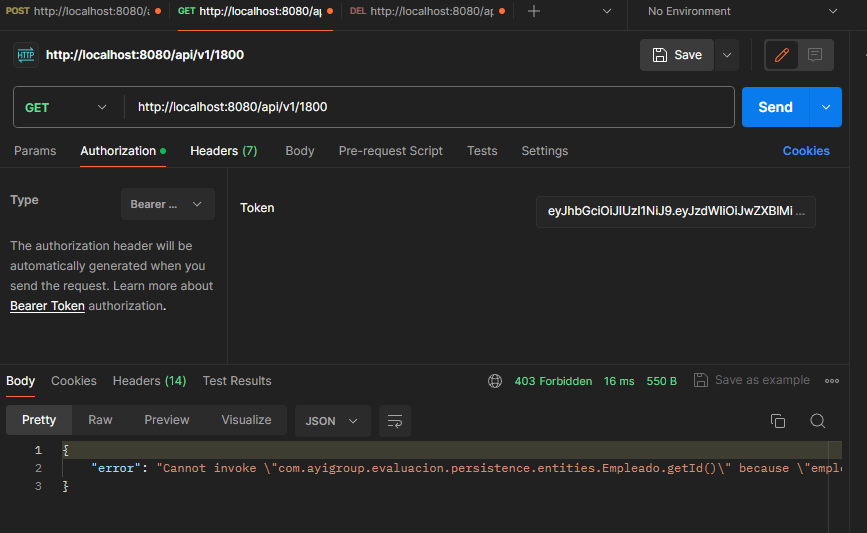 POST http://localhost:8080/a
GET http://localhost:8080/ap
DEL http://localhost:8080/ap
No Environment
HTTP http://localhost:8080/api/v1/1800
Save
GET http://localhost:8080/api/v1/1800
Send
Params Authorization Headers (7) Body Pre-request Script Tests Settings Cookies
Type Bearer ...
Token eyJhbGciOiJIUzI1NiJ9.eyJzdWIiOiJwZXBlMi ...
The authorization header will be
automatically generated when you
send the request. Learn more about
Bearer Token authorization.
Body Cookies Headers (14) Test Results 403 Forbidden 16 ms 550 B Save as example
Pretty Raw Preview Visualize JSON
1 {
2 "error": "Cannot invoke \"com.ayigroup.evaluacion.persistence.entities.Empleado.getId()\" because \"emple
3 }